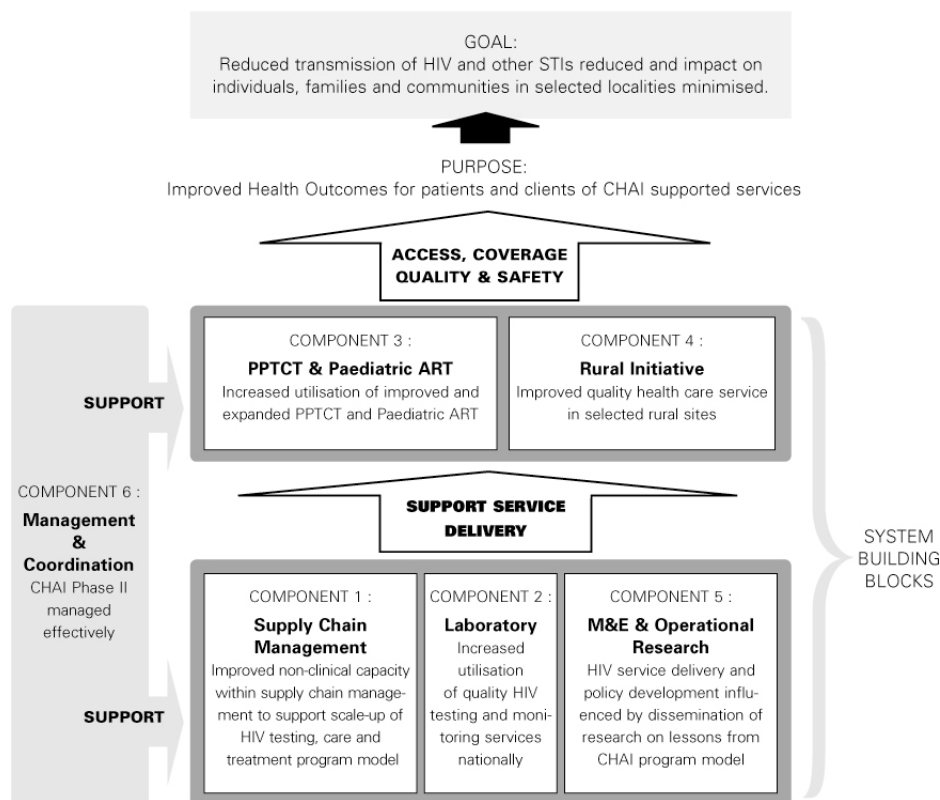 GOAL:
Reduced transmission of HIV and other STIs reduced and impact on
individuals, families and communities in selected localities minimised.
PURPOSE:
Improved Health Outcomes for patients and clients of CHAI supported services
ACCESS, COVERAGE
QUALITY & SAFETY
COMPONENT 3 :
PPTCT & Paediatric ART
Increased utilisation of improved and
expanded PPTCT and Paediatric ART
COMPONENT 4 :
Rural Initiative
Improved quality health care service
in selected rural sites
SUPPORT
COMPONENT 6 :
Management
&
Coordination
CHAI Phase II
managed
effectively
SUPPORT SERVICE
DELIVERY
SYSTEM
BUILDING
BLOCKS
SUPPORT
COMPONENT 1 :
Supply Chain
Management
Improved non-clinical capacity
within supply chain manage-
ment to support scale-up of
HIV testing, care and
treatment program model
COMPONENT 2 :
Laboratory
Increased
utilisation
of quality HIV
testing and moni-
toring services
nationally
COMPONENT 5 :
M&E & Operational
Research
HIV service delivery and
policy development influ-
enced by dissemination of
research on lessons from
CHAI program model